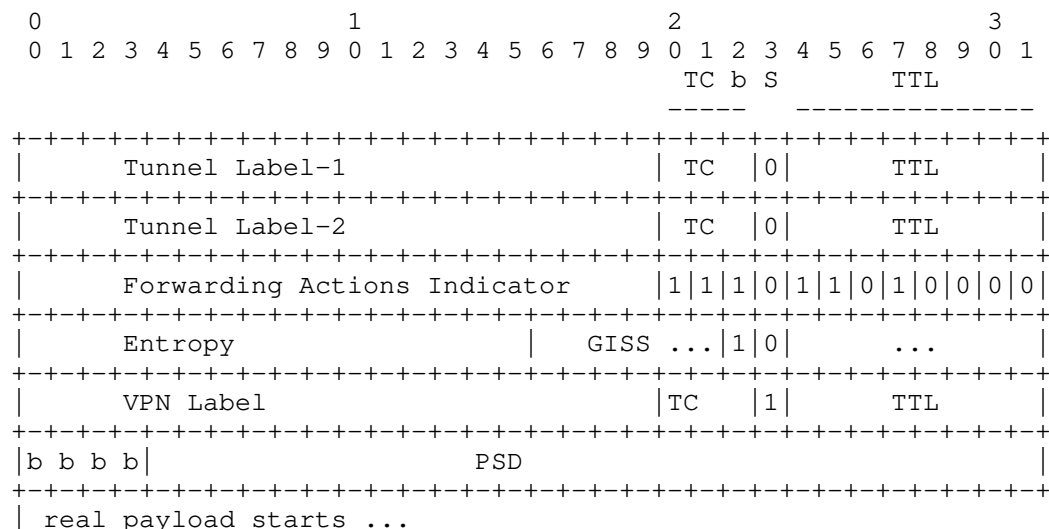 0                   1                   2                   3
 0 1 2 3 4 5 6 7 8 9 0 1 2 3 4 5 6 7 8 9 0 1 2 3 4 5 6 7 8 9 0 1
                                          TC b S       TTL
                                         -----   ---------------
+-+-+-+-+-+-+-+-+-+-+-+-+-+-+-+-+-+-+-+-+-+-+-+-+-+-+-+-+-+-+-+-+
|      Tunnel Label-1                   | TC  |0|      TTL      |
+-+-+-+-+-+-+-+-+-+-+-+-+-+-+-+-+-+-+-+-+-+-+-+-+-+-+-+-+-+-+-+-+
|      Tunnel Label-2                   | TC  |0|      TTL      |
+-+-+-+-+-+-+-+-+-+-+-+-+-+-+-+-+-+-+-+-+-+-+-+-+-+-+-+-+-+-+-+-+
|      Forwarding Actions Indicator     |1|1|1|0|1|1|0|1|0|0|0|0|
+-+-+-+-+-+-+-+-+-+-+-+-+-+-+-+-+-+-+-+-+-+-+-+-+-+-+-+-+-+-+-+-+
|      Entropy                  |   GISS ...|1|0|      ...      |
+-+-+-+-+-+-+-+-+-+-+-+-+-+-+-+-+-+-+-+-+-+-+-+-+-+-+-+-+-+-+-+-+
|      VPN Label                        |TC   |1|      TTL      |
+-+-+-+-+-+-+-+-+-+-+-+-+-+-+-+-+-+-+-+-+-+-+-+-+-+-+-+-+-+-+-+-+
|b b b b|                    PSD                                |
+-+-+-+-+-+-+-+-+-+-+-+-+-+-+-+-+-+-+-+-+-+-+-+-+-+-+-+-+-+-+-+-+
| real payload starts ...